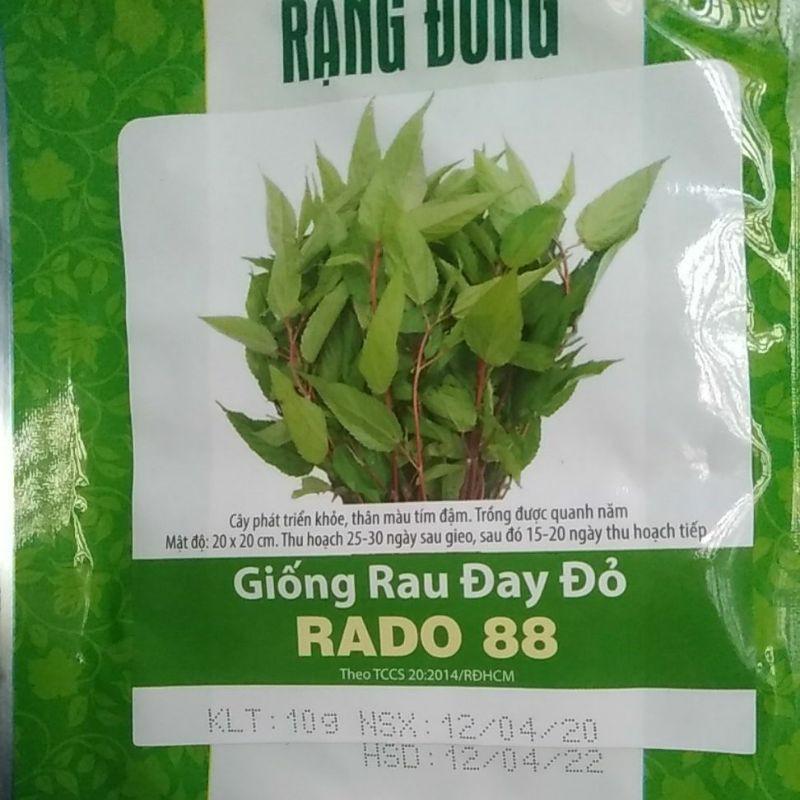 RẠNG ĐÔNG
Cây phát triển khỏe, thân màu tím đậm. Trồng được quanh năm
Mật độ: 20 x 20 cm. Thu hoạch 25-30 ngày sau gieo, sau đó 15-20 ngày thu hoạch tiếp
Giống Rau Đay Đỏ
RADO 88
Theo TCCS 20:2014/RĐHCM
KLT: 10g NSX: 12/04/20
HSD: 12/04/22